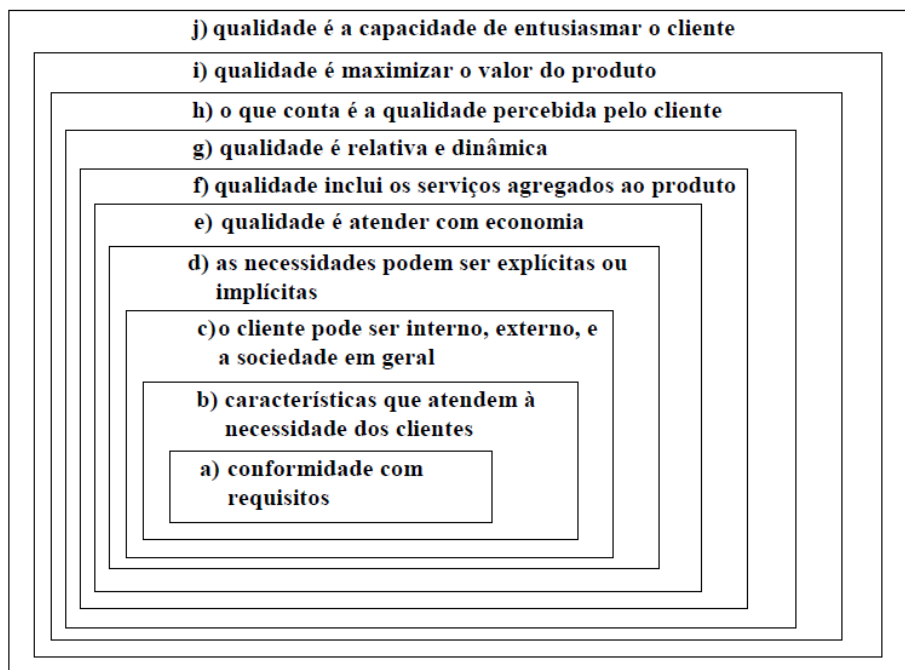 j) qualidade é a capacidade de entusiasmar o cliente
i) qualidade é maximizar o valor do produto
h) o que conta é a qualidade percebida pelo cliente
g) qualidade é relativa e dinâmica
f) qualidade inclui os serviços agregados ao produto
e) qualidade é atender com economia
d) as necessidades podem ser explícitas ou
implícitas
c) o cliente pode ser interno, externo, e
a sociedade em geral
b) características que atendem à
necessidade dos clientes
a) conformidade com
requisitos